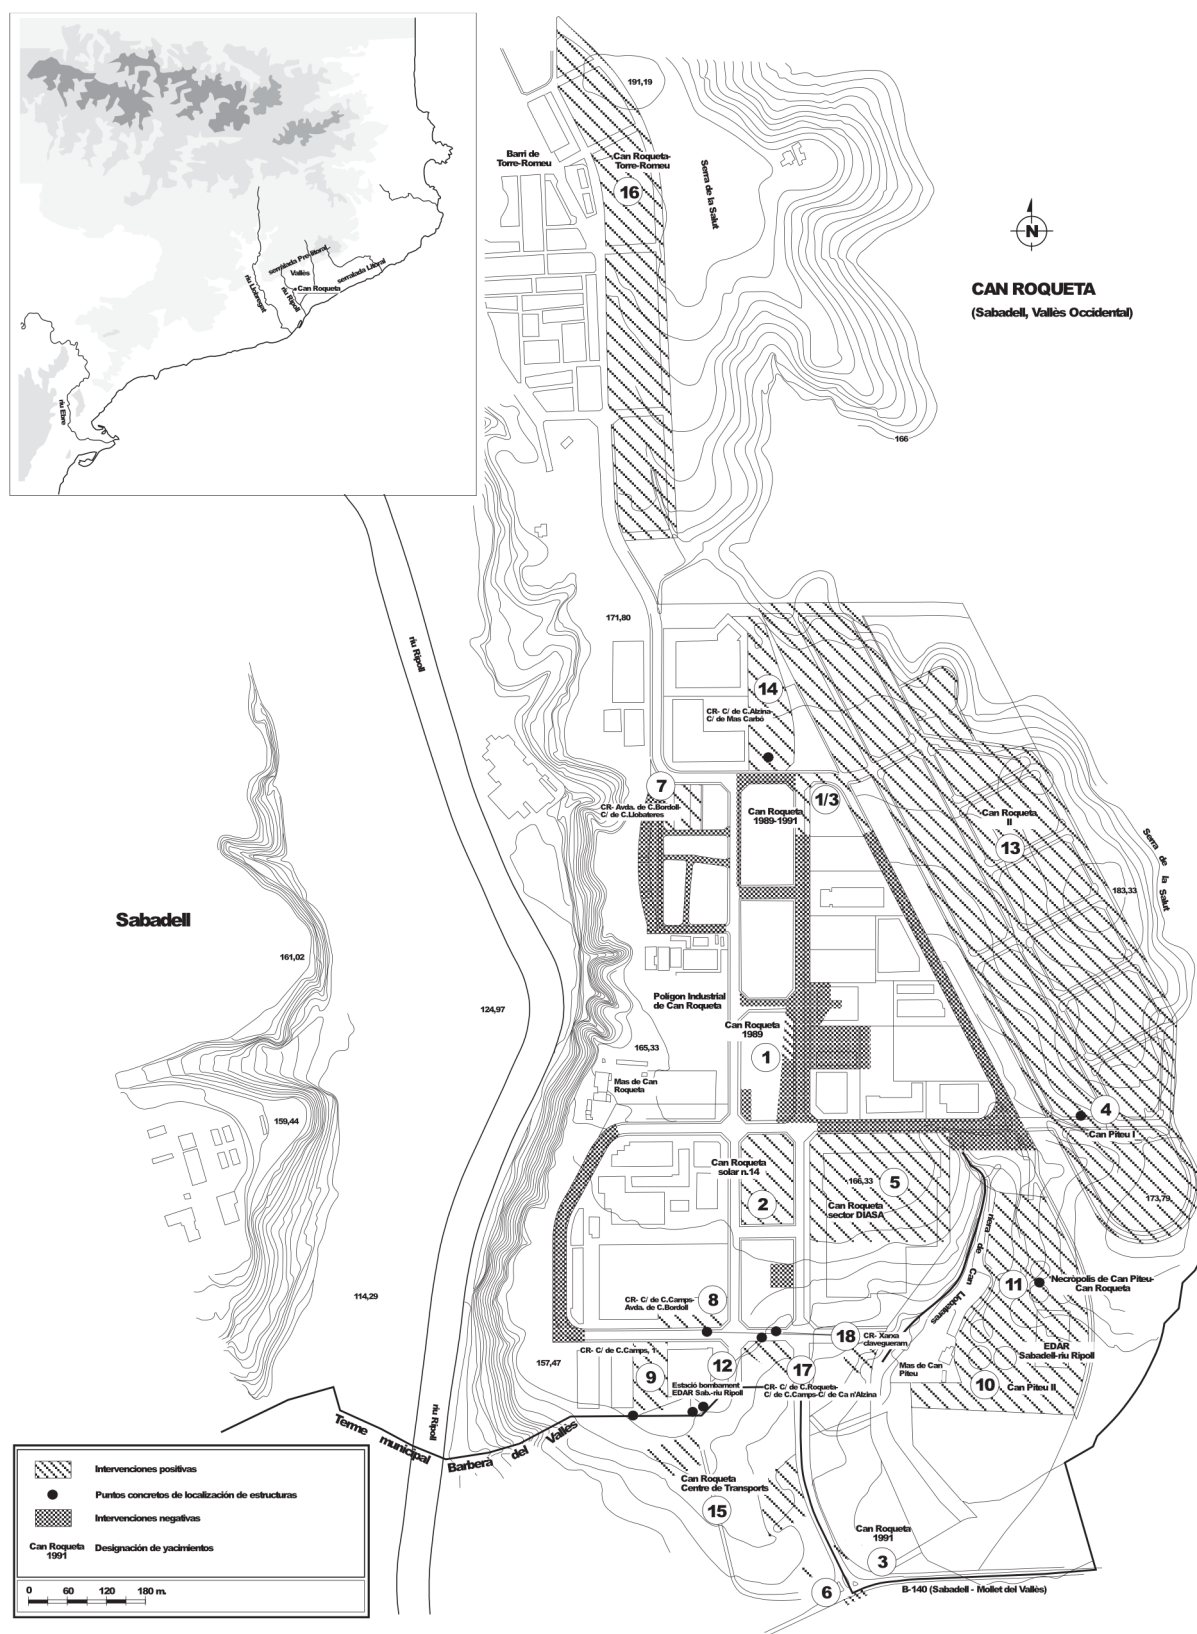 serralada Pre-litoral
Vallès
serralada Litoral
Can Roqueta
riu Llobregat
riu Ripoll
riu Ebre
191,19
Barri de
Torre-Romeu
Can Roqueta-
Torre-Romeu
16
Serra de la Salut
N
CAN ROQUETA
(Sabadell, Vallès Occidental)
166
171,80
riu Ripoll
14
CR- C/ de C.Alzina-
C/ de Mas Carbó
7
CR- Avda. de C.Bordoll-
C/ de C.Llobateres
Can Roqueta
1989-1991
1/3
Can Roqueta
II
13
Serra de la Salut
183,33
Sabadell
161,02
124,97
Polígon Industrial
de Can Roqueta
Can Roqueta
1989
1
165,33
Mas de Can
Roqueta
159,44
4
Can Piteu I
Can Roqueta
solar n.14
2
166,33
5
Can Roqueta
sector DIASA
173,79
riera de Can Llobateres
11
Necròpolis de Can Piteu-
Can Roqueta
114,29
8
CR- C/ de C.Camps-
Avda. de C.Bordoll
18
CR- Xarxa
clavegueram
EDAR
Sabadell-riu Ripoll
CR- C/ de C.Camps, 1
157,47
9
12
17
Mas de Can
Piteu
10
Can Piteu II
Estació bombament
EDAR Sab.-riu Ripoll
CR- C/ de C.Roqueta-
C/ de C.Camps-C/ de Ca n'Alzina
riu Ripoll
Terme municipal Barberà del Vallès
Can Roqueta
Centre de Transports
15
Can Roqueta
1991
3
6
B-140 (Sabadell - Mollet del Vallès)
Intervenciones positivas
Puntos concretos de localización de estructuras
Intervenciones negativas
Can Roqueta
1991
Designación de yacimientos
0 60 120 180 m.